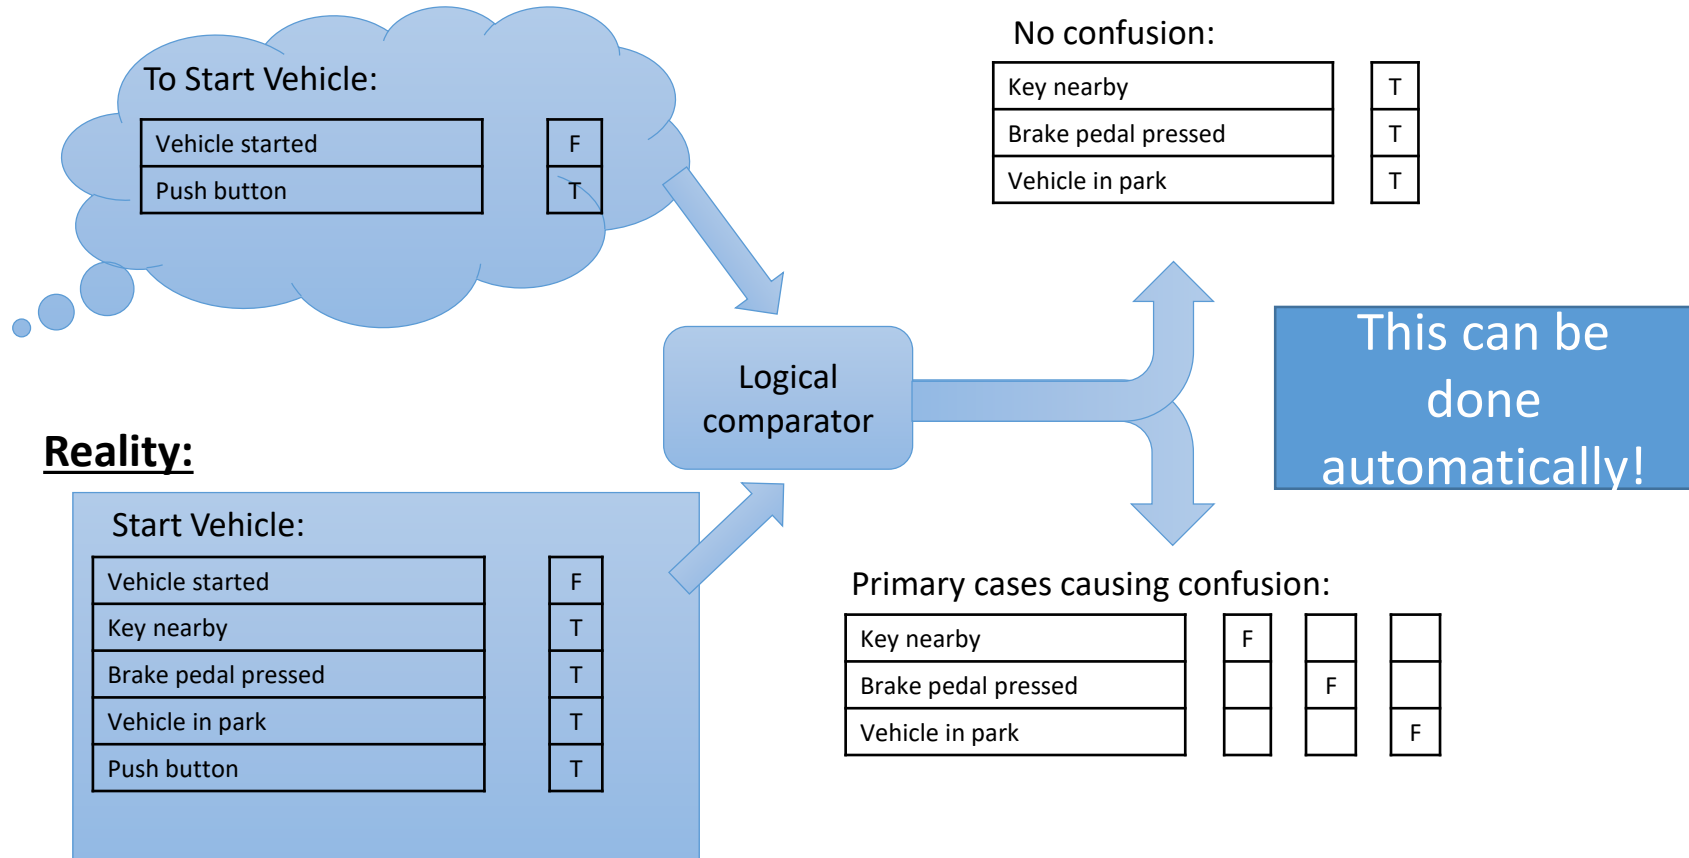 To Start Vehicle:
Vehicle started F
Push button T
Reality:
Start Vehicle:
Vehicle started F
Key nearby T
Brake pedal pressed T
Vehicle in park T
Push button T
Logical
comparator
No confusion:
Key nearby T
Brake pedal pressed T
Vehicle in park T
This can be
done
automatically!
Primary cases causing confusion:
Key nearby F
Brake pedal pressed F
Vehicle in park F